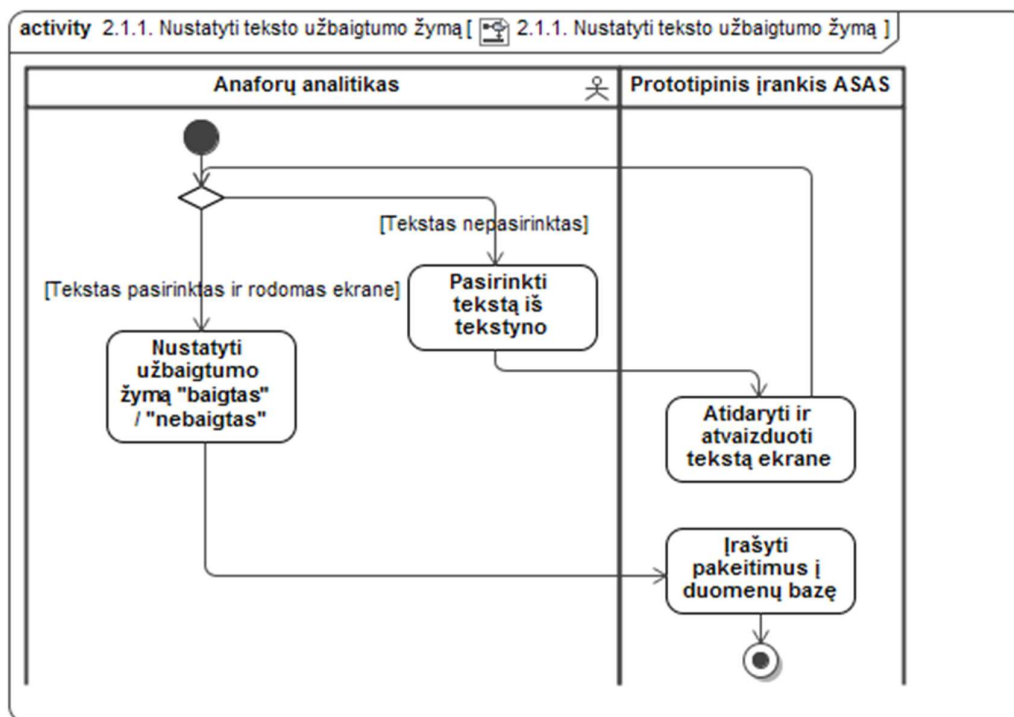 activity 2.1.1. Nustatyti teksto užbaigtumo žymą [ 2.1.1. Nustatyti teksto užbaigtumo žymą ]
Anaforų analitikas
Prototipinis įrankis ASAS
[Tekstas nepasirinktas]
[Tekstas pasirinktas ir rodomas ekrane]
Pasirinkti
tekstą iš
tekstyno
Nustatyti
užbaigtumo
žymą "baigtas"
/ "nebaigtas"
Atidaryti ir
atvaizduoti
tekstą ekrane
Įrašyti
pakeitimus į
duomenų bazę